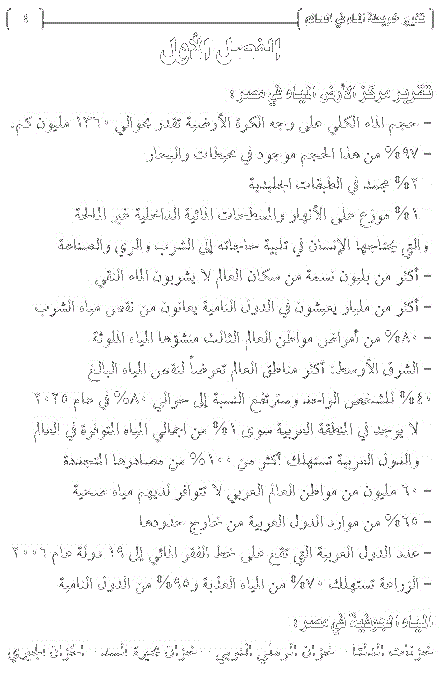 تغيير خريطة المياه في العالم ٤
الفصل الأول
تقرير مركز الأرض المياه في مصر :
– حجم الماء الكلي على وجه الكرة الأرضية تقدر بحوالي ١٣٦٠ مليون كم.
– ٩٧% من هذا الحجم موجود في محيطات والبحار
٢% مجمد في الطبقات الجليدية
١% موزع على الأنهار والمسطحات المائية الداخلية غير المالحة
والتي يحتاجها الإنسان في تلبية حاجاته إلى الشرب والري والصناعة
– أكثر من بليون نسمة من سكان العالم لا يشربون الماء النقي
– أكثر من مليار يعيشون في الدول النامية يعانون من نقص مياه الشرب
– ٨٠% من أمراض مواطن العالم الثالث منشؤها المياه الملوثة
– الشرق الأوسط: أكثر مناطق العالم تعرضاً لنقص المياه البالغ
٤٠% للشخص الواحد وسترتفع النسبة إلى حوالي ٨٠% في عام ٢٠٢٥
لا يوجد في المنطقة العربية سوى ١% من اجمالي المياه المتوفرة في العالم
والدول العربية تستهلك أكثر من ١٠٠% من مصادرها المتجددة
– ٦٠ مليون من مواطن العالم العربي لا تتوافر لديهم مياه صحية
– ٦٥% من موارد الدول العربية من خارج حدودها
– عدد الدول العربية التي تقع على خط الفقر المائي إلى ١٩ دولة عام ٢٠٠٦
– الزراعة تستهلك ٧٠% من المياه العذبة و٩٥% من الدول النامية
المياه الجوفية في مصر :
خزانات الدلتا – خزان الرملي النوبي – خزان بحيرة السد – الخزان الجيري